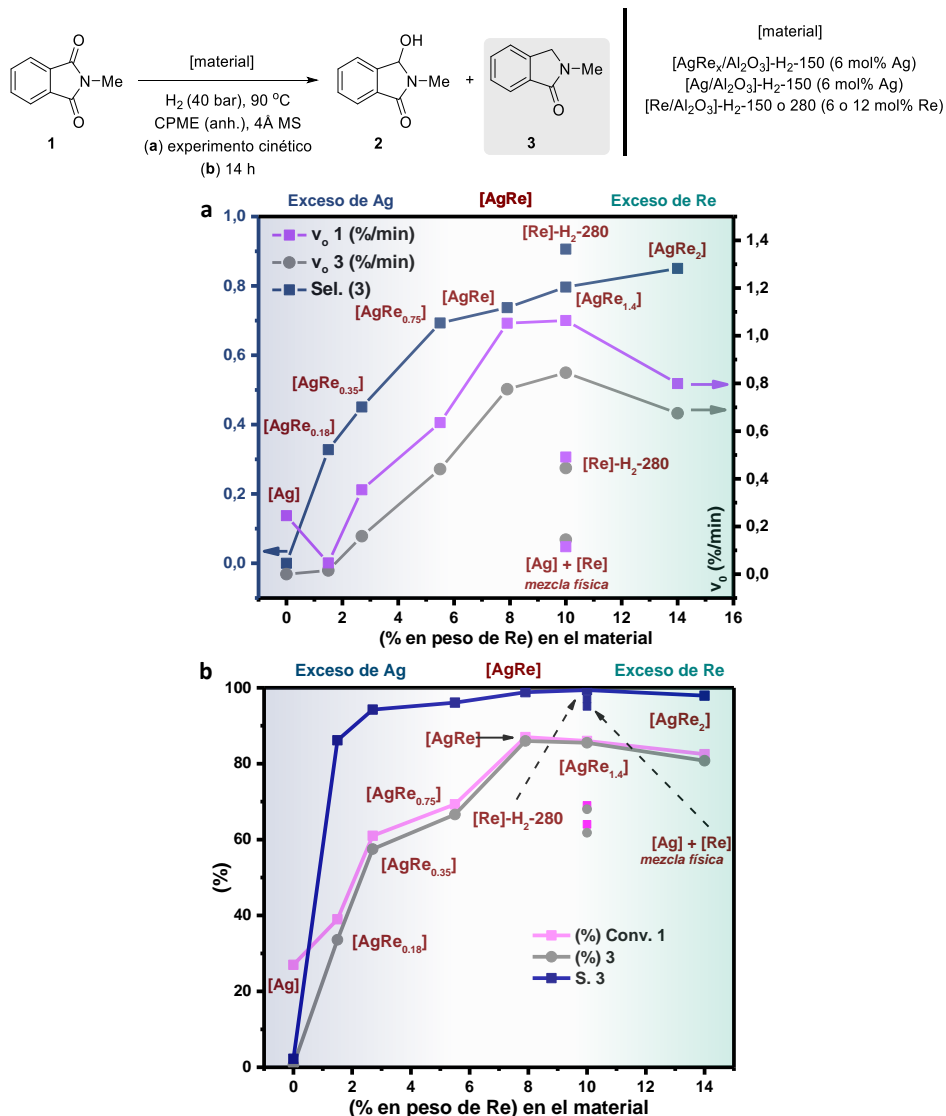 O
N−Me
O
1
[material]
H₂ (40 bar), 90 ºC
CPME (anh.), 4Å MS
(a) experimento cinético
(b) 14 h
OH
N−Me
O
2
+
N−Me
O
3
[material]
[AgReₓ/Al₂O₃]-H₂-150 (6 mol% Ag)
[Ag/Al₂O₃]-H₂-150 (6 mol% Ag)
[Re/Al₂O₃]-H₂-150 o 280 (6 o 12 mol% Re)
a
Exceso de Ag
[AgRe]
Exceso de Re
1,0
0,8
0,6
0,4
0,2
0,0
vₒ 1 (%/min)
vₒ 3 (%/min)
Sel. (3)
[Re]-H₂-280
[AgRe₂]
[AgRe]
[AgRe₁.₄]
[AgRe₀.₇₅]
[AgRe₀.₃₅]
[AgRe₀.₁₈]
[Re]-H₂-280
[Ag]
[Ag] + [Re]
mezcla física
1,4
1,2
1,0
0,8
0,6
0,4
0,2
0,0
v₀ (%/min)
0 2 4 6 8 10 12 14 16
(% en peso de Re) en el material
b
Exceso de Ag
[AgRe]
Exceso de Re
100
80
60
40
20
0
(%)
[AgRe₂]
[AgRe]
[AgRe₁.₄]
[AgRe₀.₇₅]
[Re]-H₂-280
[Ag] + [Re]
mezcla física
[AgRe₀.₃₅]
[AgRe₀.₁₈]
[Ag]
(%) Conv. 1
(%) 3
S. 3
0 2 4 6 8 10 12 14
(% en peso de Re) en el material